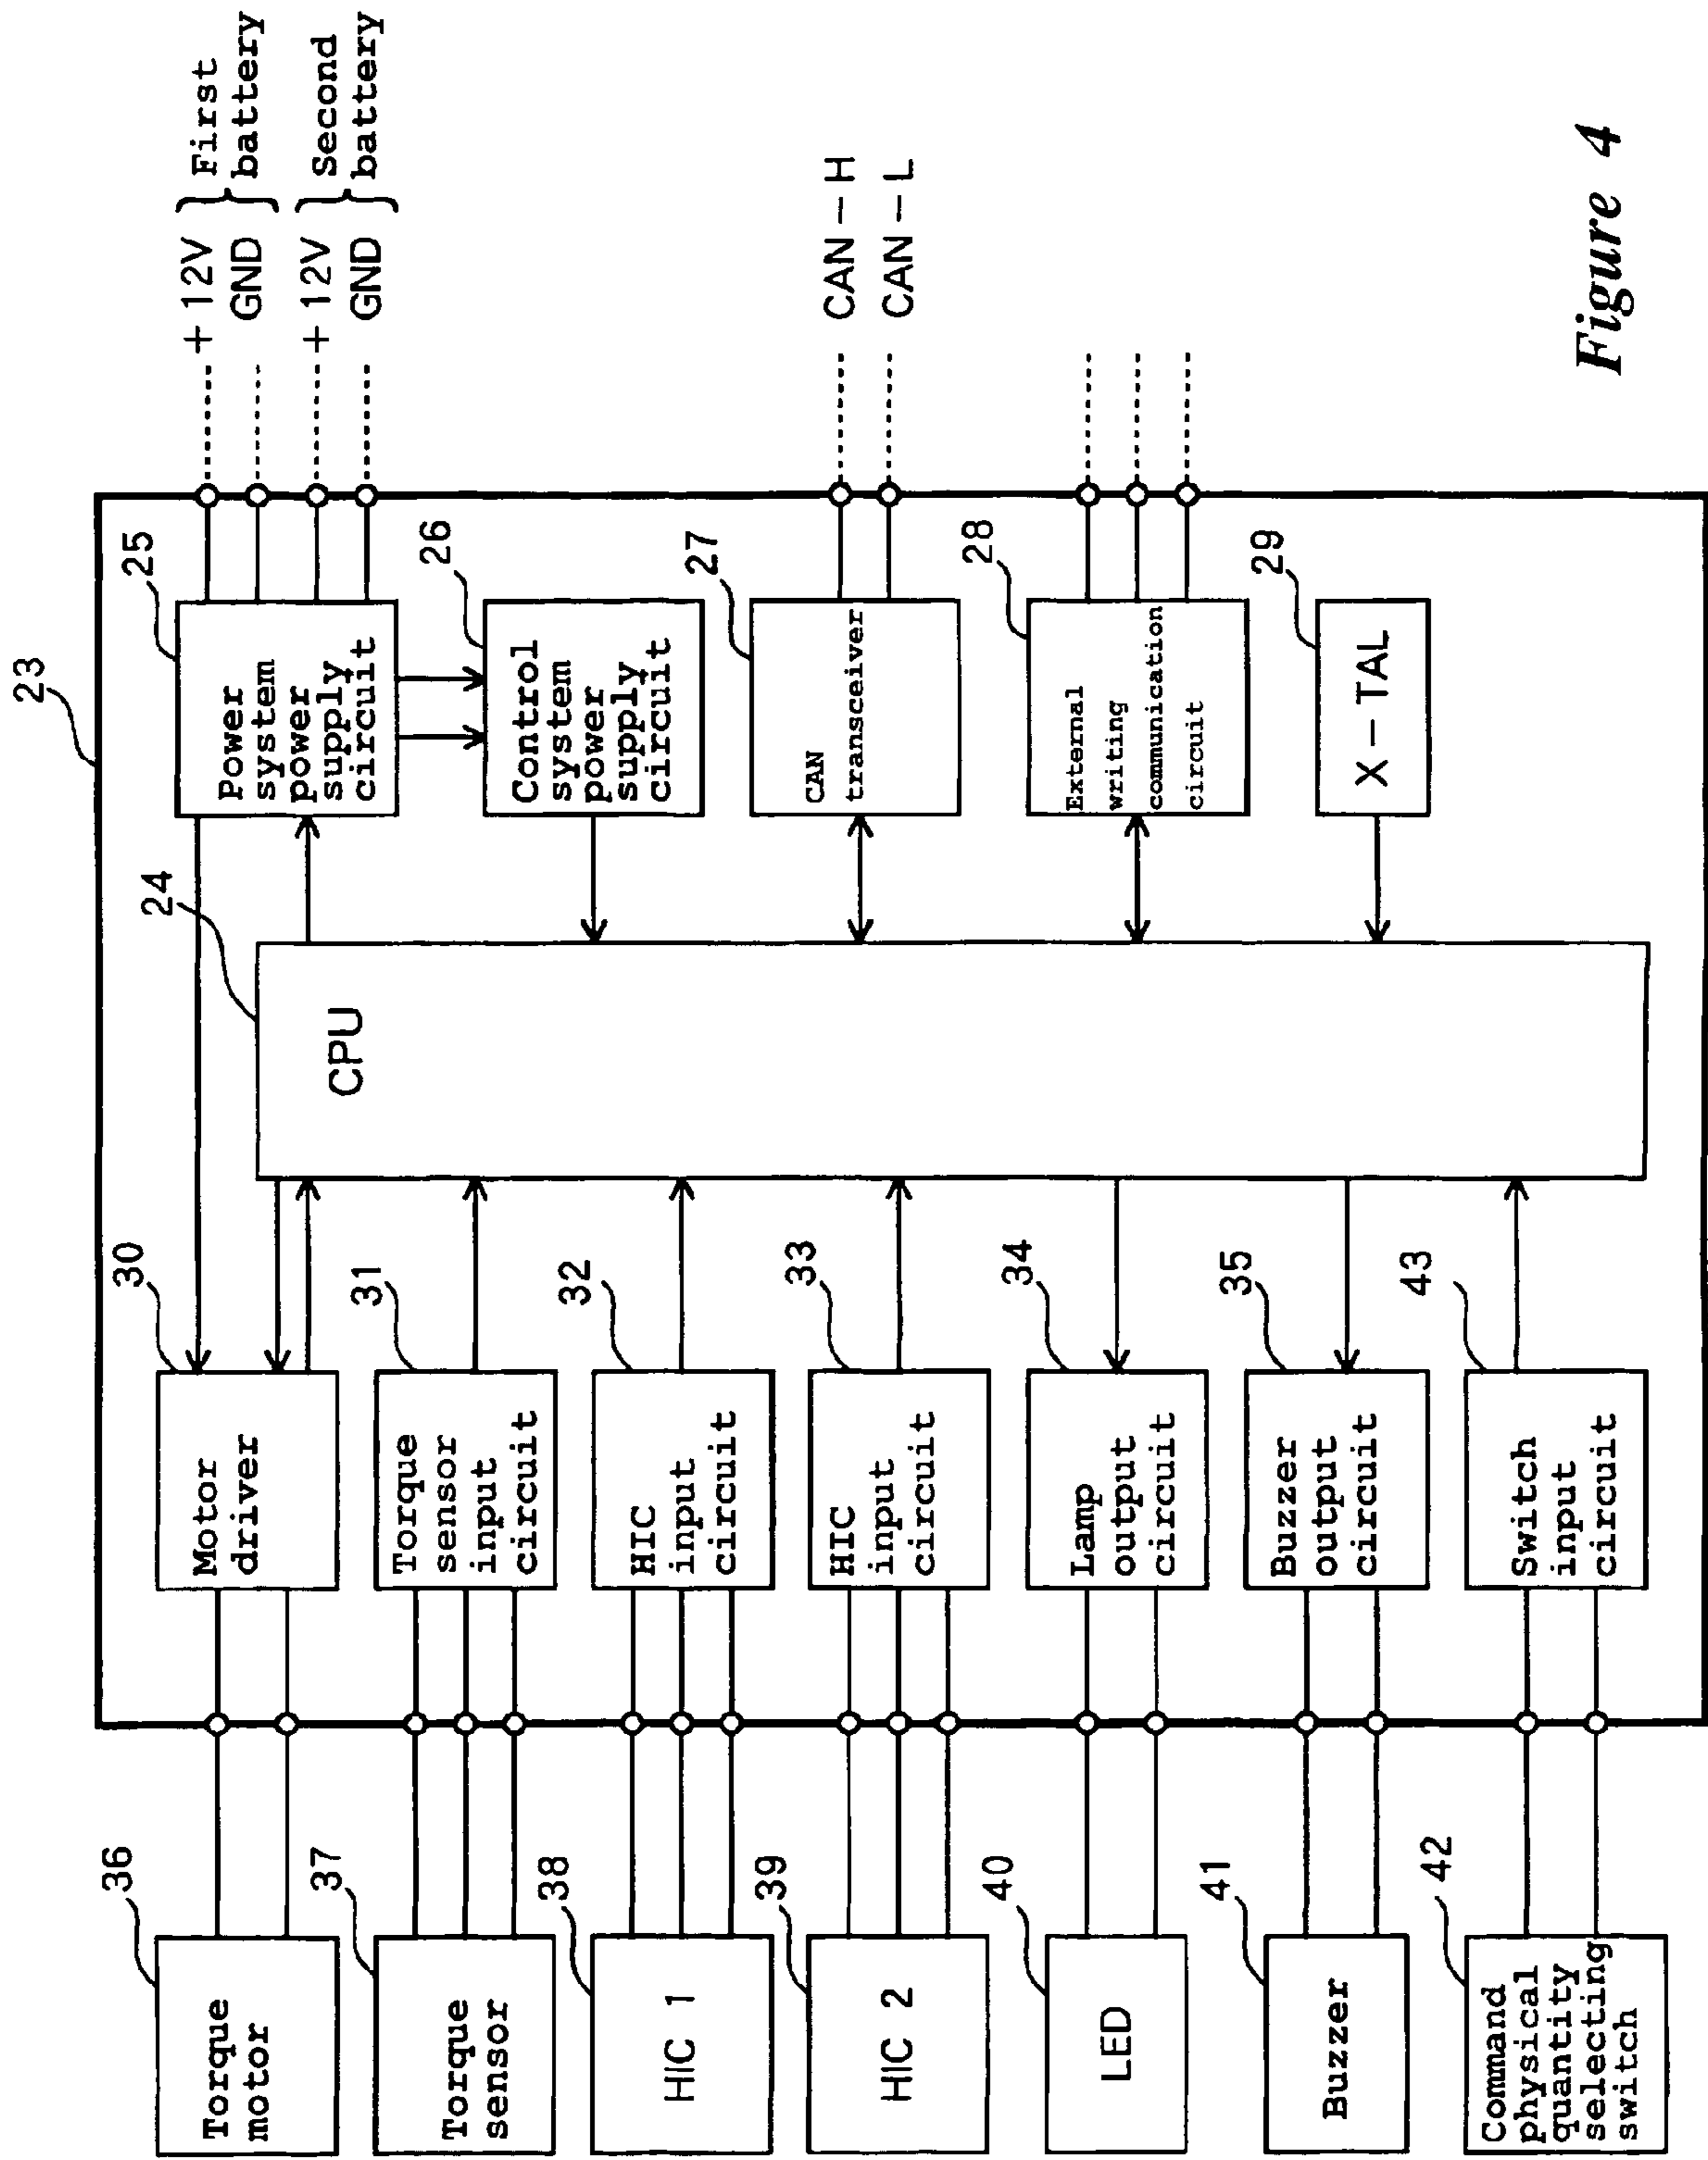 23
36
Torque
motor
30
Motor
driver
24
CPU
25
Power
system
power
supply
circuit
+12V
GND
First
battery
+12V
GND
Second
battery
37
Torque
sensor
31
Torque
sensor
input
circuit
26
Control
system
power
supply
circuit
38
HIC 1
32
HIC
input
circuit
27
CAN
transceiver
CAN-H
CAN-L
39
HIC 2
33
HIC
input
circuit
40
LED
34
Lamp
output
circuit
28
External
writing
communication
circuit
41
Buzzer
35
Buzzer
output
circuit
29
X-TAL
42
Command
physical
quantity
selecting
switch
43
Switch
input
circuit
Figure 4